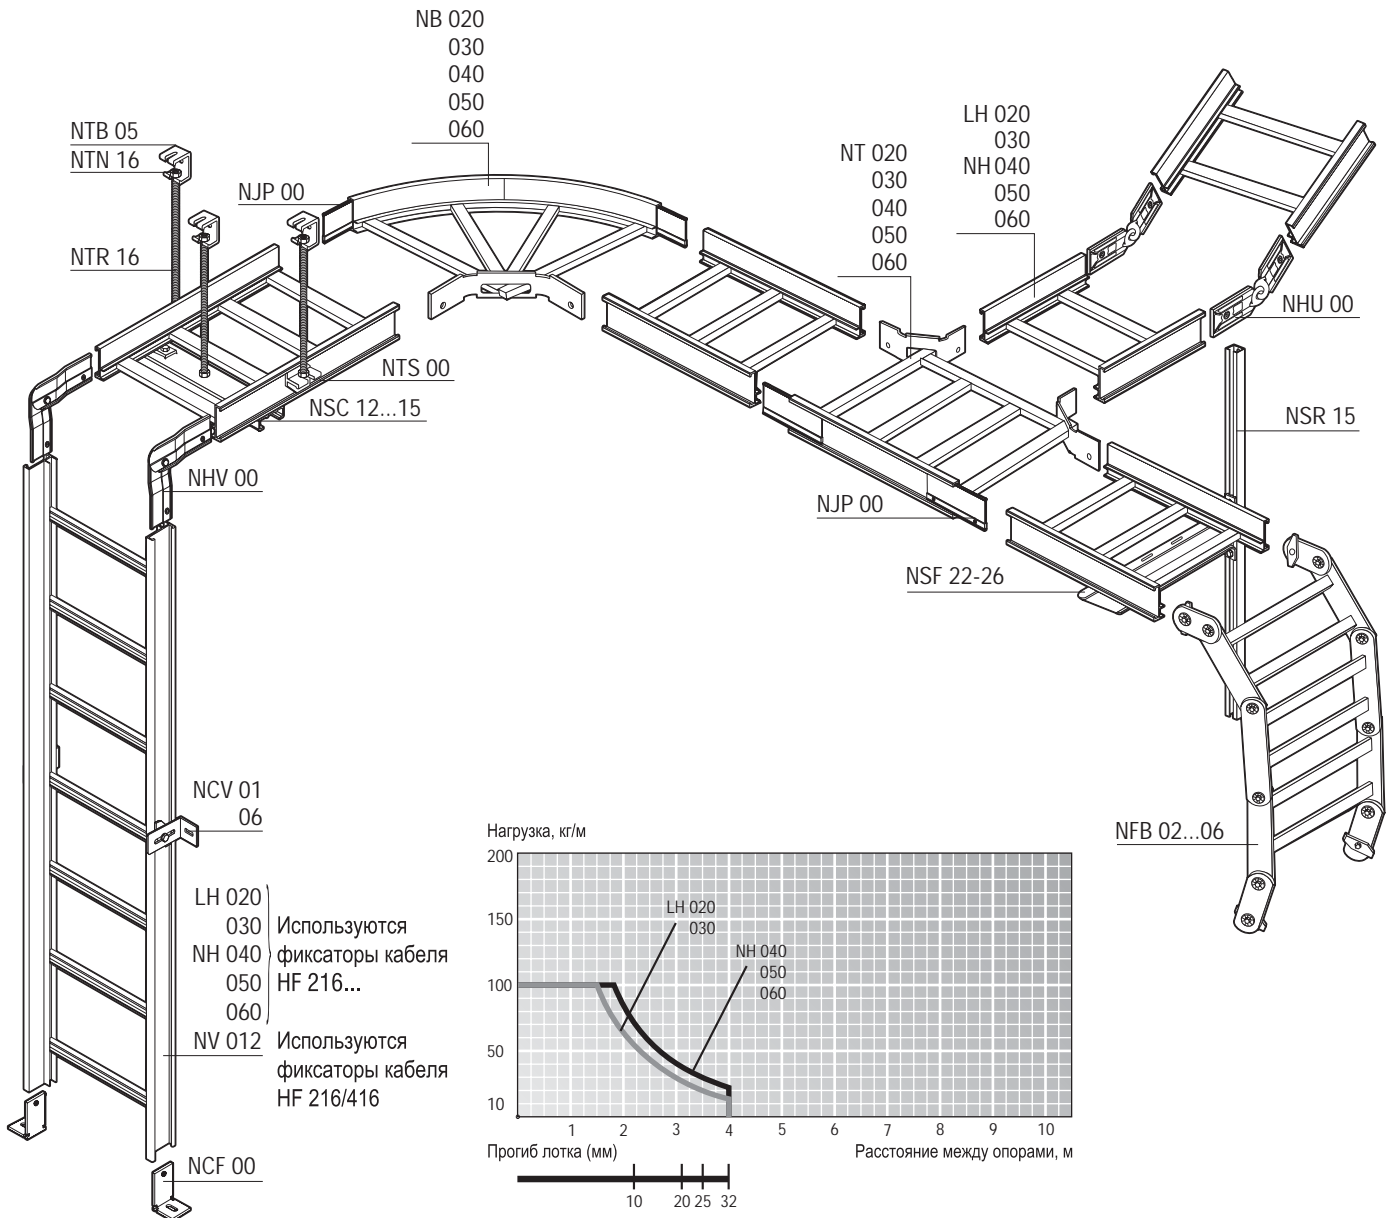 NB 020
030
040
050
060
NTB 05
NTN 16
NJP 00
NTR 16
NT 020
030
040
050
060
LH 020
030
NH 040
050
060
NHU 00
NTS 00
NSC 12...15
NSR 15
NHV 00
NJP 00
NSF 22-26
NCV 01
06
NFB 02...06
LH 020
030 Используются
NH 040 фиксаторы кабеля
050 HF 216...
060
NV 012 Используются
фиксаторы кабеля
HF 216/416
NCF 00
Нагрузка, кг/м
200
150
100
50
10
LH 020
030
NH 040
050
060
1 2 3 4 5 6 7 8 9 10
Прогиб лотка (мм) Расстояние между опорами, м
10 20 25 32